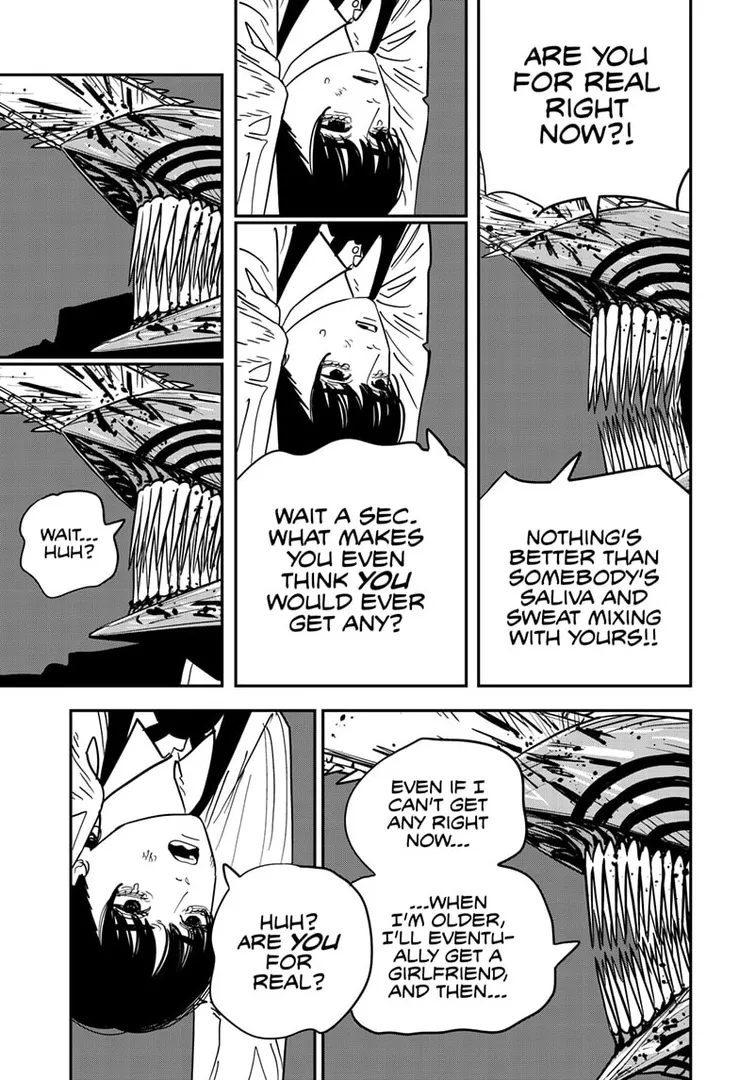 ARE YOU
FOR REAL
RIGHT
NOW?!
NOTHING'S
BETTER THAN
SOMEBODY'S
SALIVA AND
SWEAT MIXING
WITH YOURS!!
WAIT A SEC.
WHAT MAKES
YOU EVEN
THINK YOU
WOULD EVER
GET ANY?
WAIT...
HUH?
EVEN IF I
CAN'T GET
ANY RIGHT
NOW...
...WHEN
I'M OLDER,
I'LL EVENTU-
ALLY GET A
GIRLFRIEND,
AND THEN...
HUH?
ARE YOU
FOR
REAL?